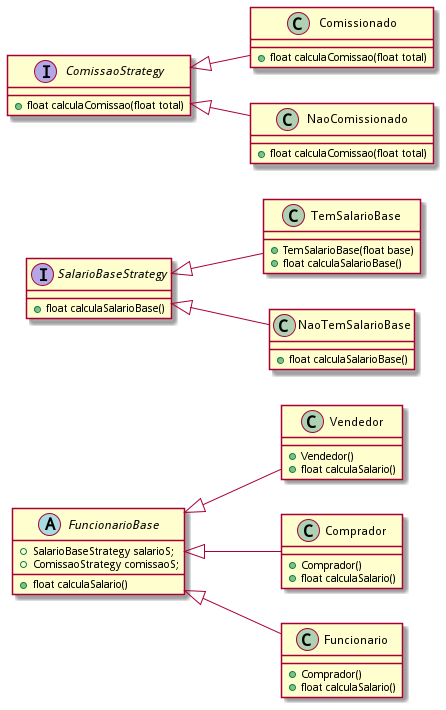 I ComissaoStrategy
float calculaComissao(float total)
C Comissionado
float calculaComissao(float total)
C NaoComissionado
float calculaComissao(float total)
I SalarioBaseStrategy
float calculaSalarioBase()
C TemSalarioBase
TemSalarioBase(float base)
float calculaSalarioBase()
C NaoTemSalarioBase
float calculaSalarioBase()
A FuncionarioBase
SalarioBaseStrategy salarioS;
ComissaoStrategy comissaoS;
float calculaSalario()
C Vendedor
Vendedor()
float calculaSalario()
C Comprador
Comprador()
float calculaSalario()
C Funcionario
Comprador()
float calculaSalario()